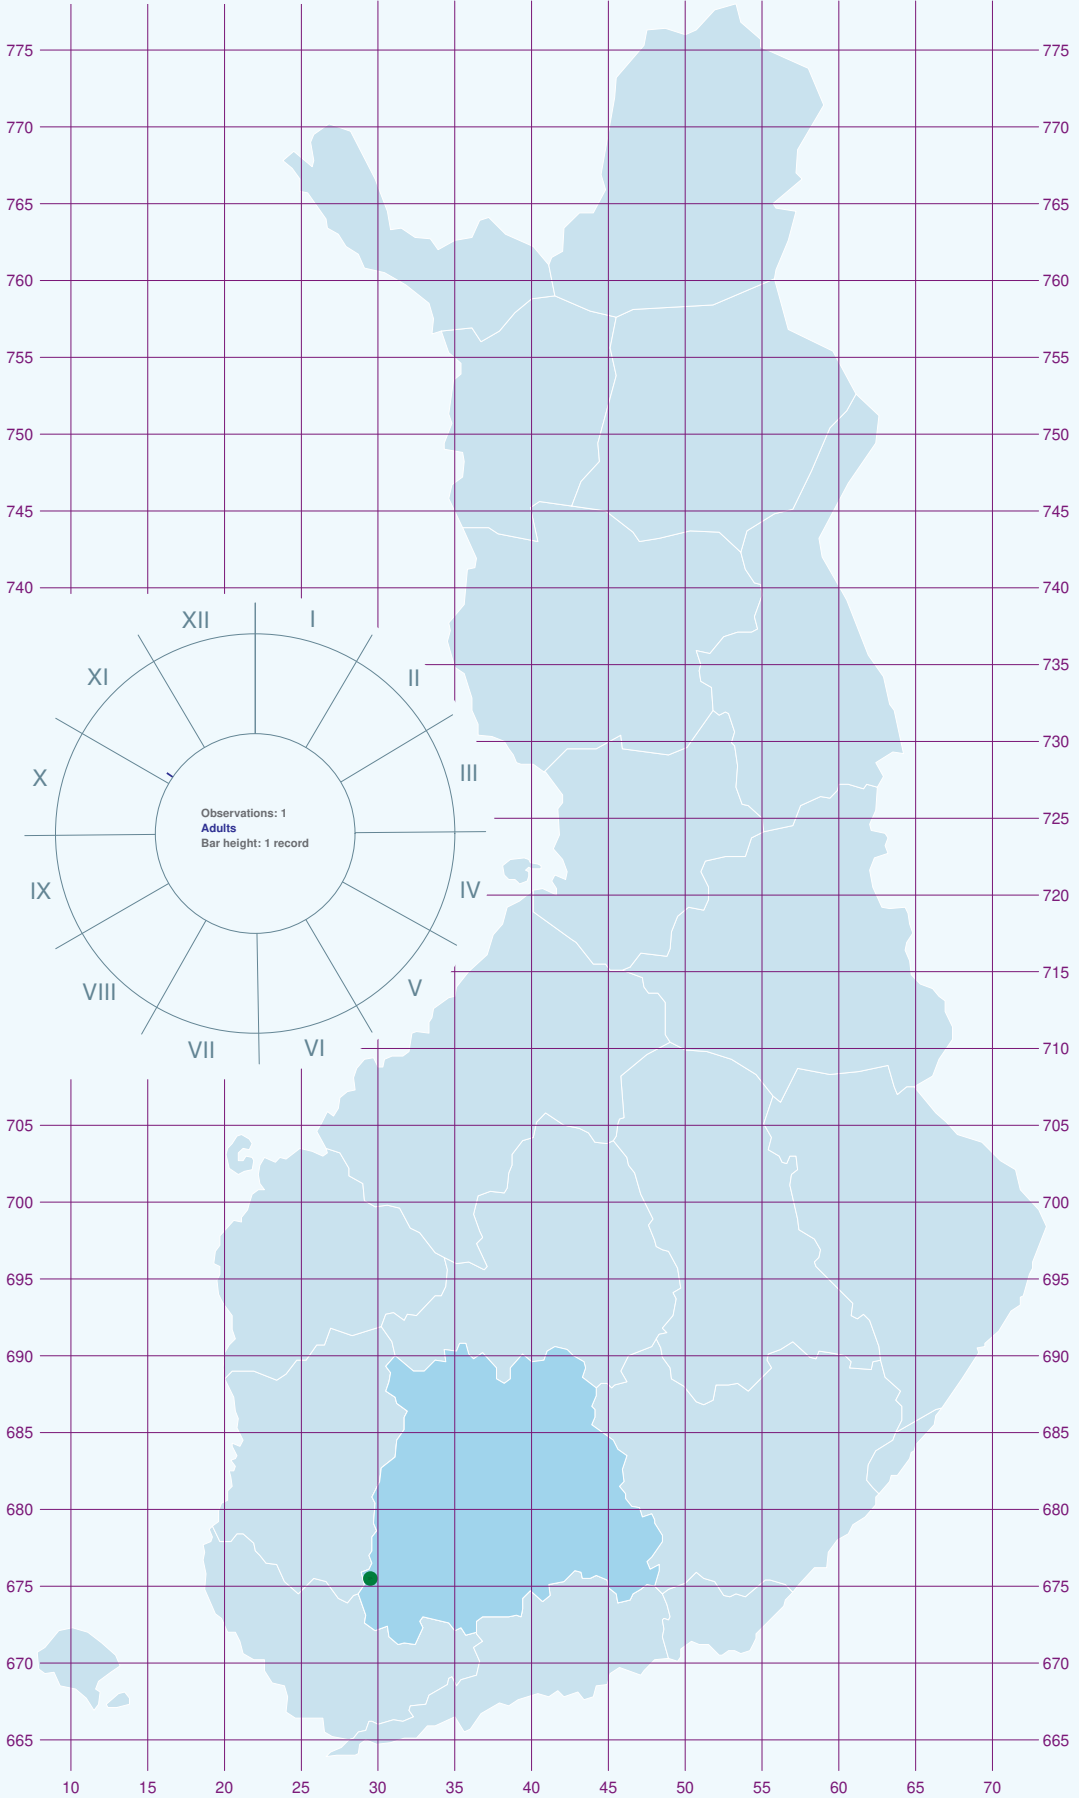 775 775
770 770
765 765
760 760
755 755
750 750
745 745
740 740
XII I
XI II
735
730
X III
Observations: 1
Adults
Bar height: 1 record
725
IX IV
720
VIII V
715
VII VI
710
705 705
700 700
695 695
690 690
685 685
680 680
675 675
670 670
665 665
10 15 20 25 30 35 40 45 50 55 60 65 70